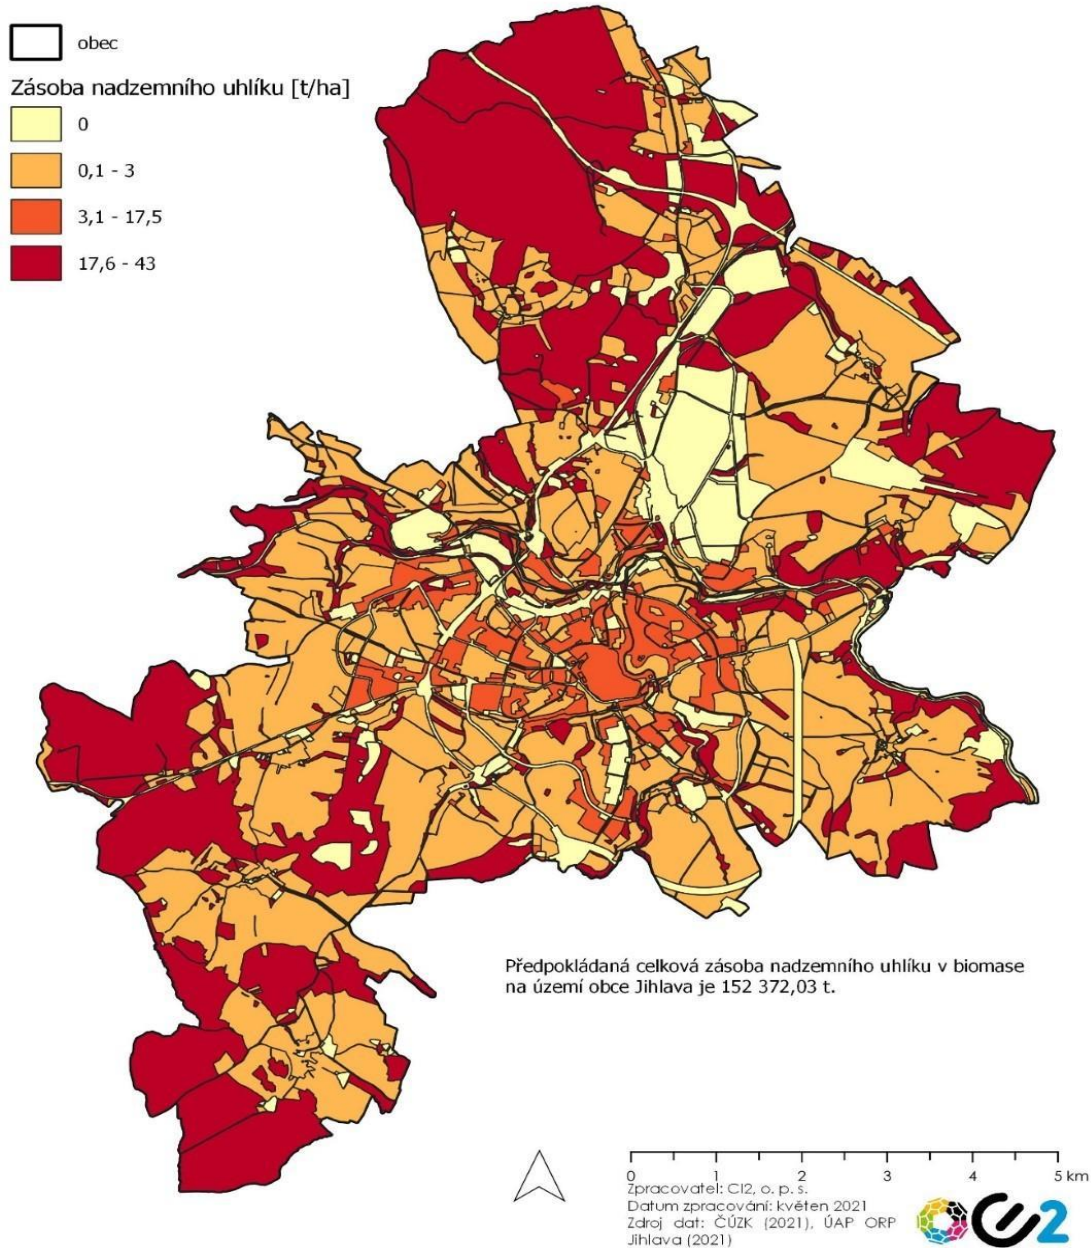 obec
Zásoba nadzemního uhlíku [t/ha]
0
0,1 - 3
3,1 - 17,5
17,6 - 43
Předpokládaná celková zásoba nadzemního uhlíku v biomase
na území obce Jihlava je 152 372,03 t.
0 1 2 3 4 5 km
Zpracovatel: CI2, o. p. s.
Datum zpracování: květen 2021
Zdroj dat: ČÚZK (2021), ÚAP ORP
Jihlava (2021)
CI2